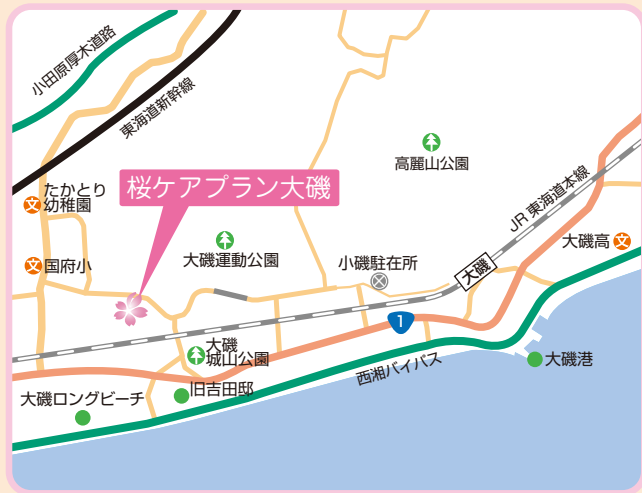 小田原厚木道路
東海道新幹線
高麗山公園
JR 東海道本線
たかとり
幼稚園
桜ケアプラン大磯
文
文
国府小
大磯運動公園
小磯駐在所
大磯
大磯高
文
1
大磯
城山公園
旧吉田邸
西湘バイパス
大磯港
大磯ロングビーチ